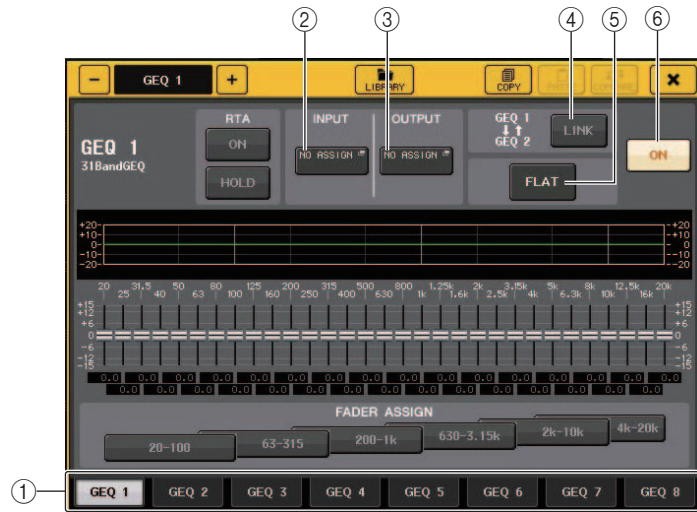 ② ③ ④ ⑤ ⑥
− GEQ 1 + LIBRARY COPY PASTE COMPARE ×
RTA INPUT OUTPUT GEQ 1 ↓↑ GEQ 2 LINK
GEQ 1
31BandGEQ
ON NO ASSIGN NO ASSIGN ON
HOLD FLAT
+20 +20
+10 +10
0 0
-10 -10
-20 -20
20 31.5 50 80 125 200 315 500 800 1.25k 2k 3.15k 5k 8k 12.5k 20k
25 40 63 100 160 250 400 630 1k 1.6k 2.5k 4k 6.3k 10k 16k
+15 +15
+12 +12
+6 +6
0 0
-6 -6
-12 -12
-15 -15
0.0 0.0 0.0 0.0 0.0 0.0 0.0 0.0 0.0 0.0 0.0 0.0 0.0 0.0 0.0 0.0
0.0 0.0 0.0 0.0 0.0 0.0 0.0 0.0 0.0 0.0 0.0 0.0 0.0 0.0 0.0
FADER ASSIGN
20-100 63-315 200-1k 630-3.15k 2k-10k 4k-20k
① GEQ 1 GEQ 2 GEQ 3 GEQ 4 GEQ 5 GEQ 6 GEQ 7 GEQ 8